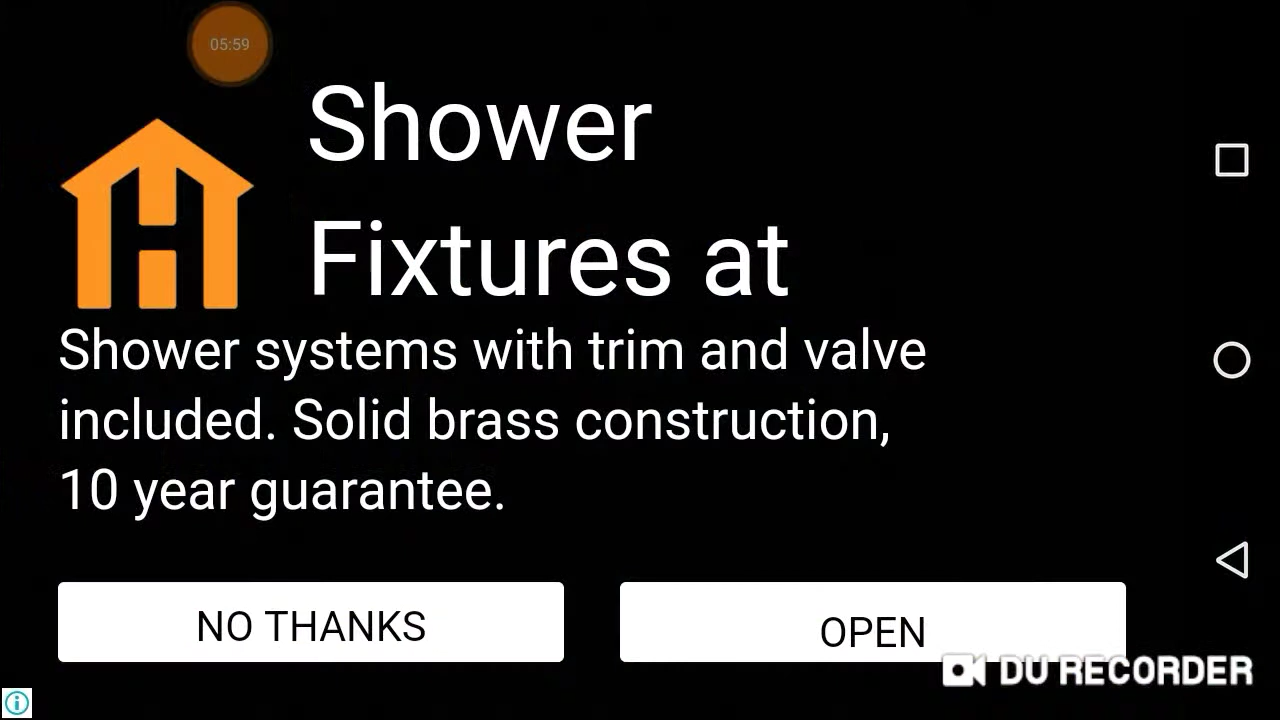 05:59
Shower
Fixtures at
Shower systems with trim and valve
included. Solid brass construction,
10 year guarantee.
NO THANKS
OPEN
DU RECORDER